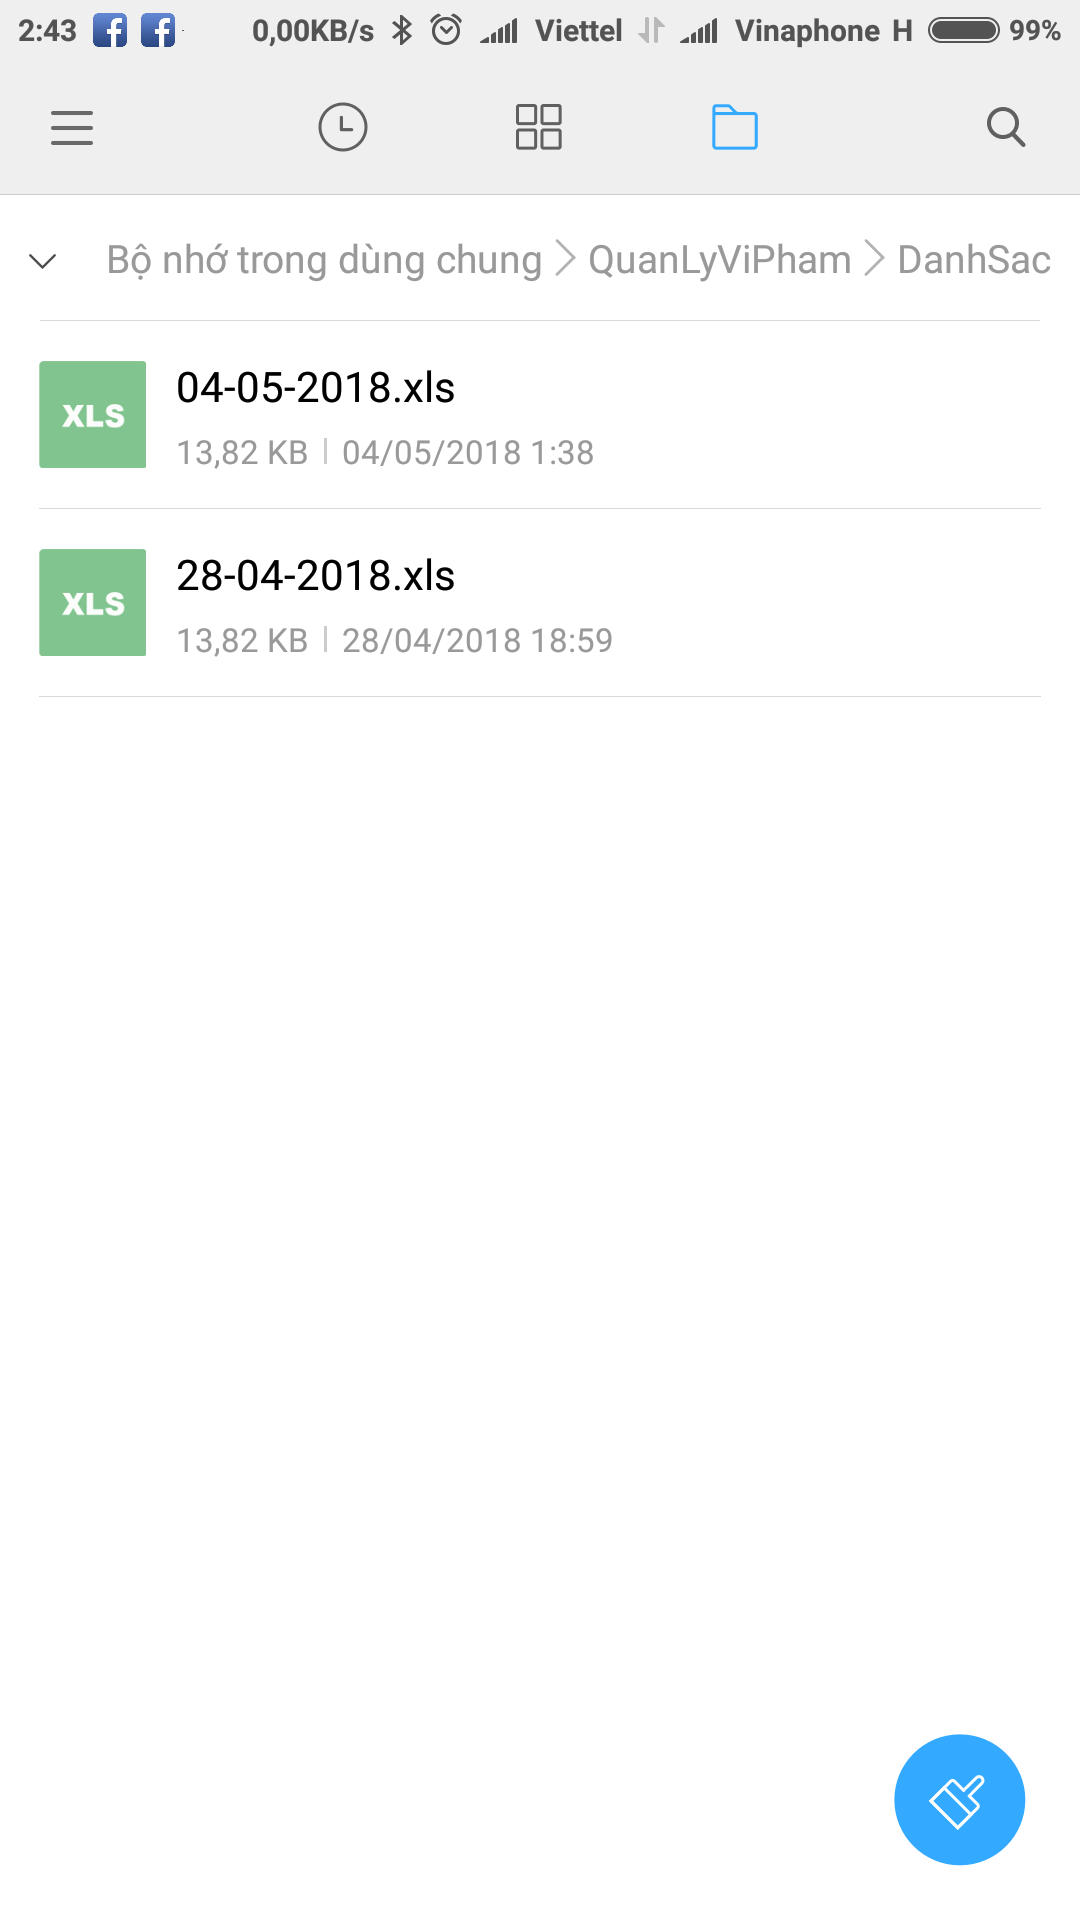 2:43 0,00KB/s Viettel Vinaphone H 99%
Bộ nhớ trong dùng chung QuanLyViPham DanhSac
XLS 04-05-2018.xls
13,82 KB 04/05/2018 1:38
XLS 28-04-2018.xls
13,82 KB 28/04/2018 18:59